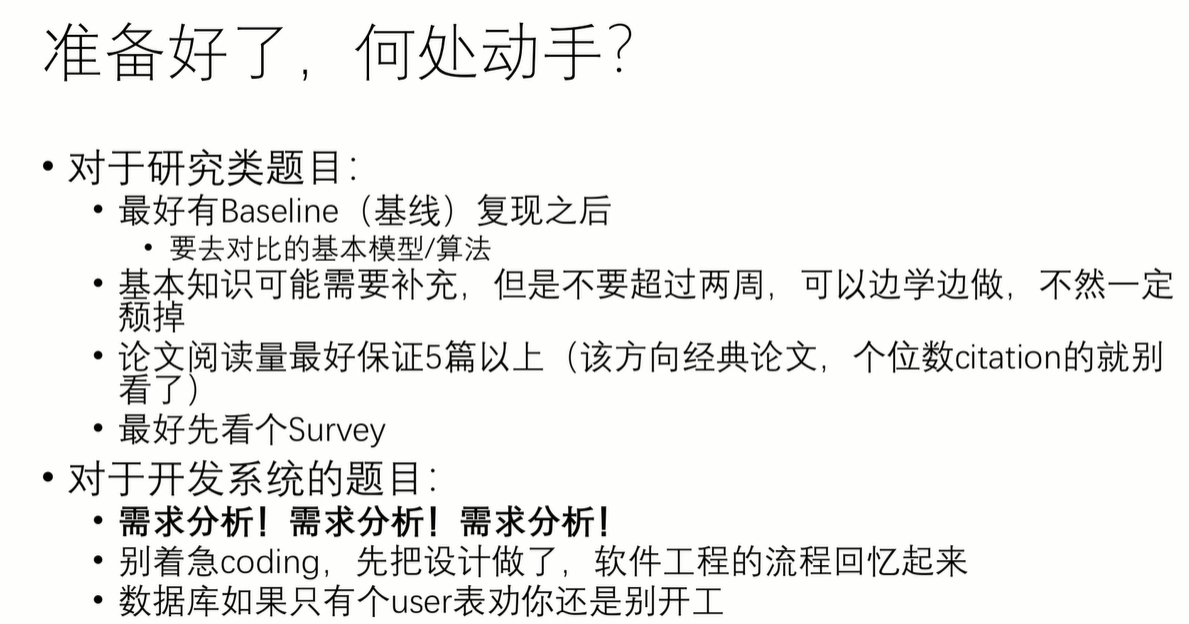 准备好了，何处动手？
• 对于研究类题目：
• 最好有Baseline（基线）复现之后
• 要去对比的基本模型/算法
• 基本知识可能需要补充，但是不要超过两周，可以边学边做，不然一定
颓掉
• 论文阅读量最好保证5篇以上（该方向经典论文，个位数citation的就别
看了）
• 最好先看个Survey
• 对于开发系统的题目：
• 需求分析！需求分析！需求分析！
• 别着急coding，先把设计做了，软件工程的流程回忆起来
• 数据库如果只有个user表劝你还是别开工